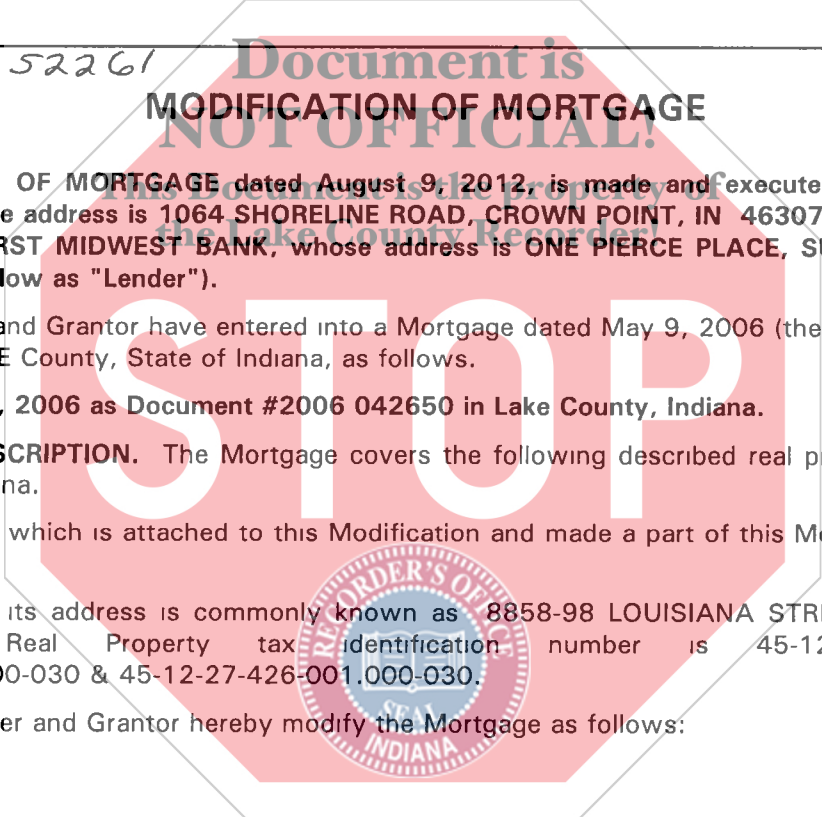 52261
Document is
MODIFICATION OF MORTGAGE
NOT OFFICIAL!
OF MORTGAGE dated August 9, 2012, is made and execute
This Document is the property of
e address is 1064 SHORELINE ROAD, CROWN POINT, IN 46307
the Lake County Recorder!
RST MIDWEST BANK, whose address is ONE PIERCE PLACE, SU
low as "Lender").
and Grantor have entered into a Mortgage dated May 9, 2006 (the
E County, State of Indiana, as follows.
, 2006 as Document #2006 042650 in Lake County, Indiana.
STOP
SCRIPTION. The Mortgage covers the following described real p
na.
which is attached to this Modification and made a part of this M
RECORDER'S OFFICE
its address is commonly known as 8858-98 LOUISIANA STR
Real Property tax identification number is 45-12
00-030 & 45-12-27-426-001.000-030.
SEAL
er and Grantor hereby modify the Mortgage as follows:
INDIANA